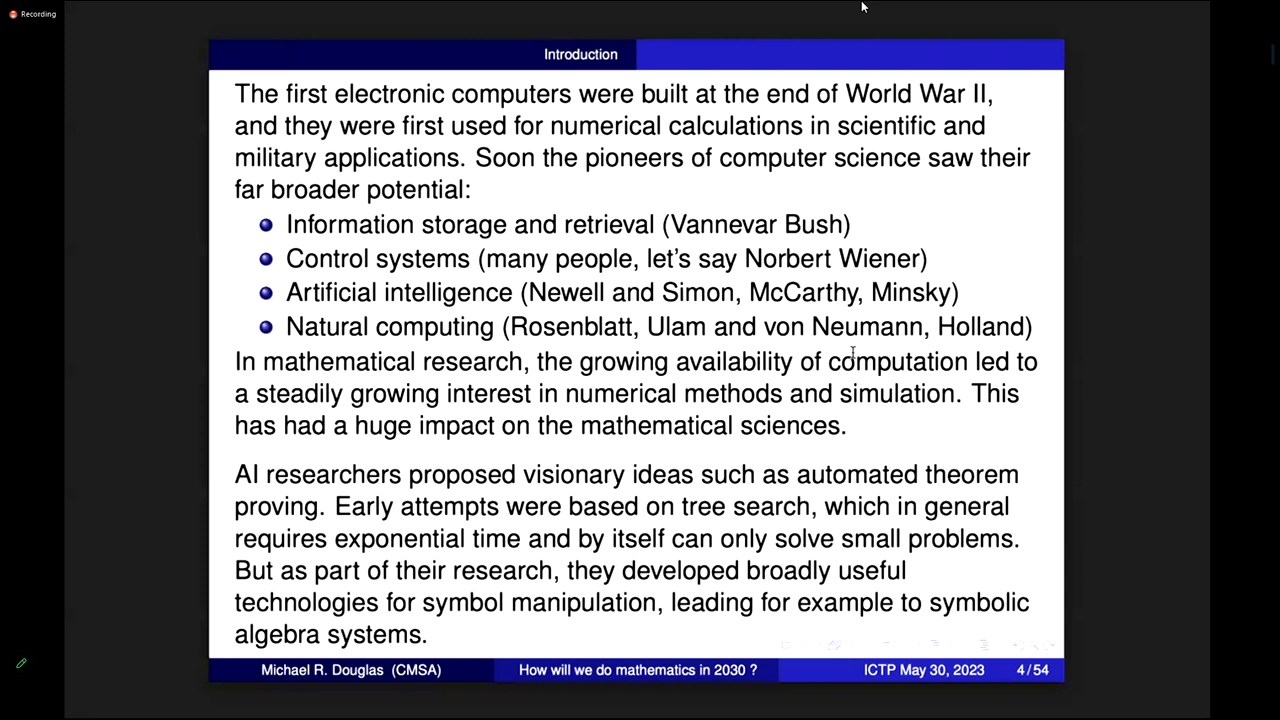 Recording
Introduction
The first electronic computers were built at the end of World War II,
and they were first used for numerical calculations in scientific and
military applications. Soon the pioneers of computer science saw their
far broader potential:
Information storage and retrieval (Vannevar Bush)
Control systems (many people, let's say Norbert Wiener)
Artificial intelligence (Newell and Simon, McCarthy, Minsky)
Natural computing (Rosenblatt, Ulam and von Neumann, Holland)
In mathematical research, the growing availability of computation led to
a steadily growing interest in numerical methods and simulation. This
has had a huge impact on the mathematical sciences.
AI researchers proposed visionary ideas such as automated theorem
proving. Early attempts were based on tree search, which in general
requires exponential time and by itself can only solve small problems.
But as part of their research, they developed broadly useful
technologies for symbol manipulation, leading for example to symbolic
algebra systems.
Michael R. Douglas (CMSA) How will we do mathematics in 2030 ? ICTP May 30, 2023 4 / 54